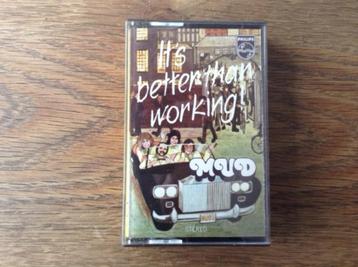 PHILIPS
It's
better than
working!
MUD
STEREO